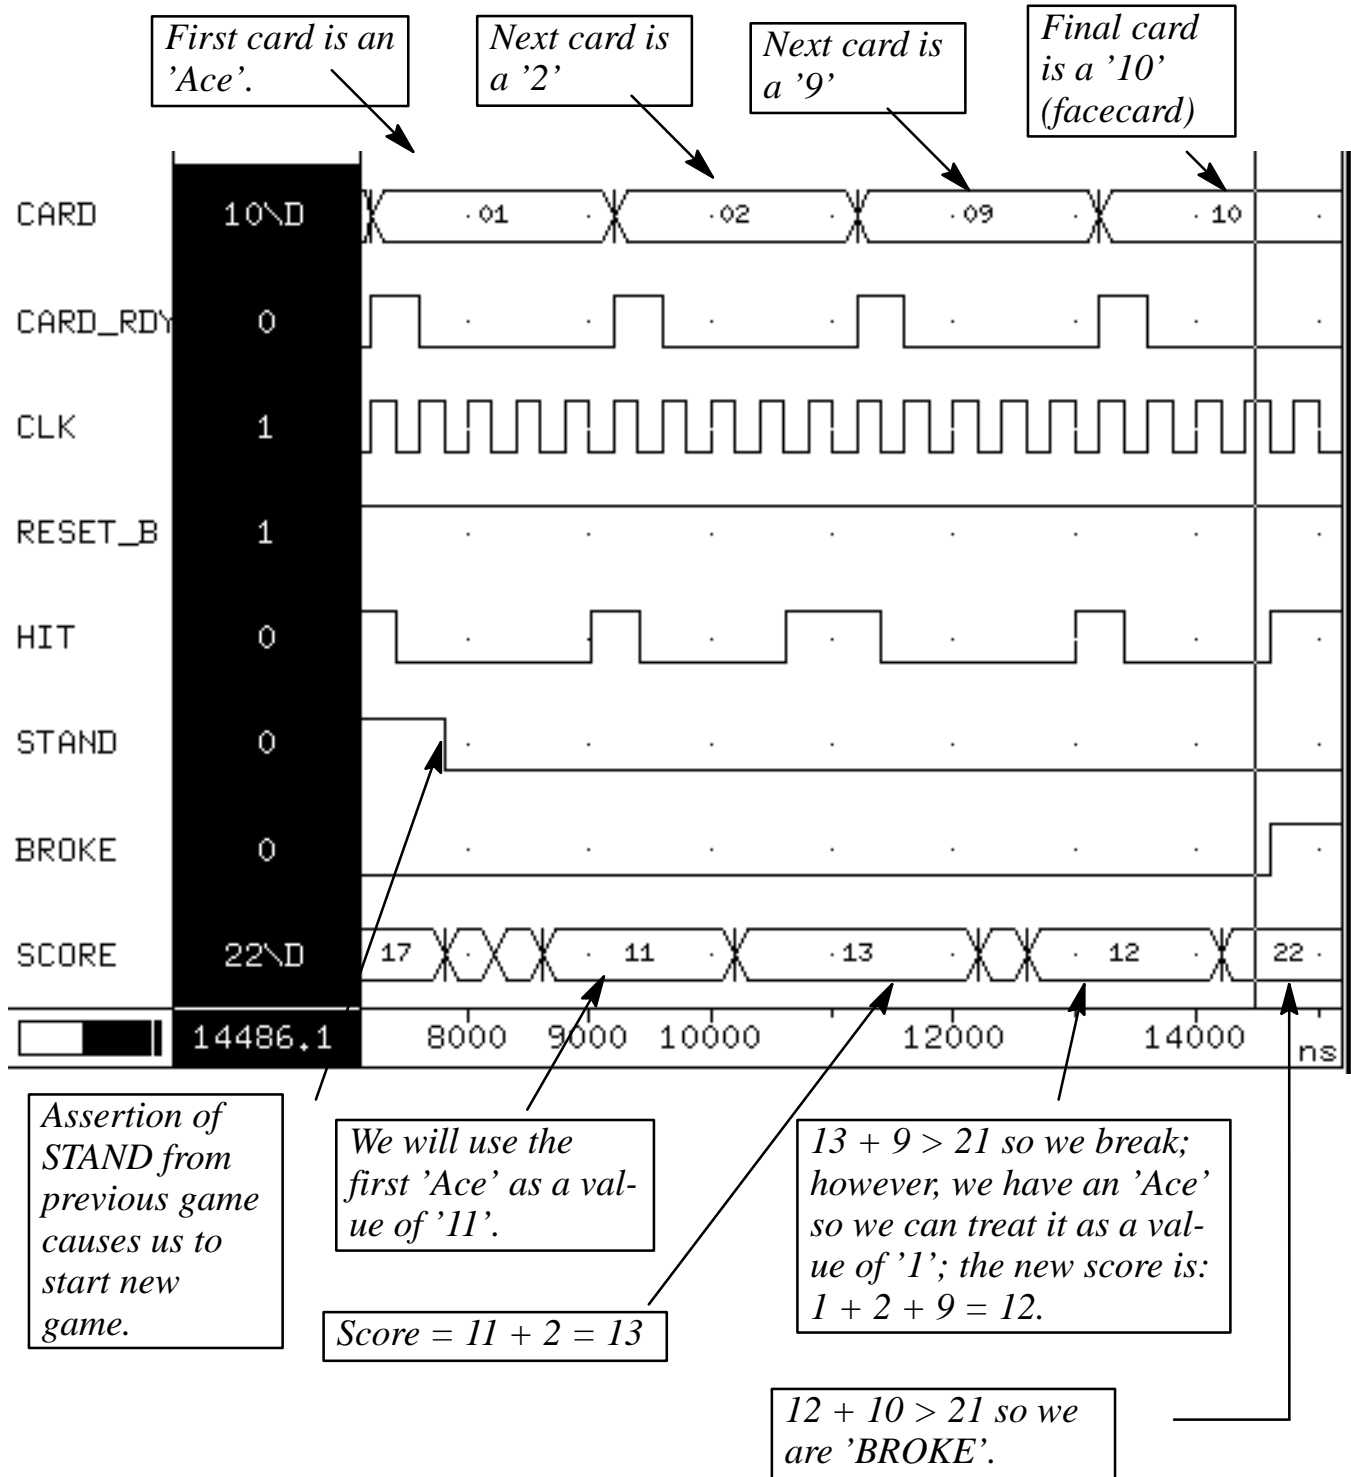 First card is an
'Ace'.
Next card is
a '2'
Next card is
a '9'
Final card
is a '10'
(facecard)
CARD 10\D 01 02 09 10
CARD_RDY 0
CLK 1
RESET_B 1
HIT 0
STAND 0
BROKE 0
SCORE 22\D 17 11 13 12 22
14486.1 8000 9000 10000 12000 14000 ns
Assertion of
STAND from
previous game
causes us to
start new
game.
We will use the
first 'Ace' as a val-
ue of '11'.
Score = 11 + 2 = 13
13 + 9 > 21 so we break;
however, we have an 'Ace'
so we can treat it as a val-
ue of '1'; the new score is:
1 + 2 + 9 = 12.
12 + 10 > 21 so we
are 'BROKE'.